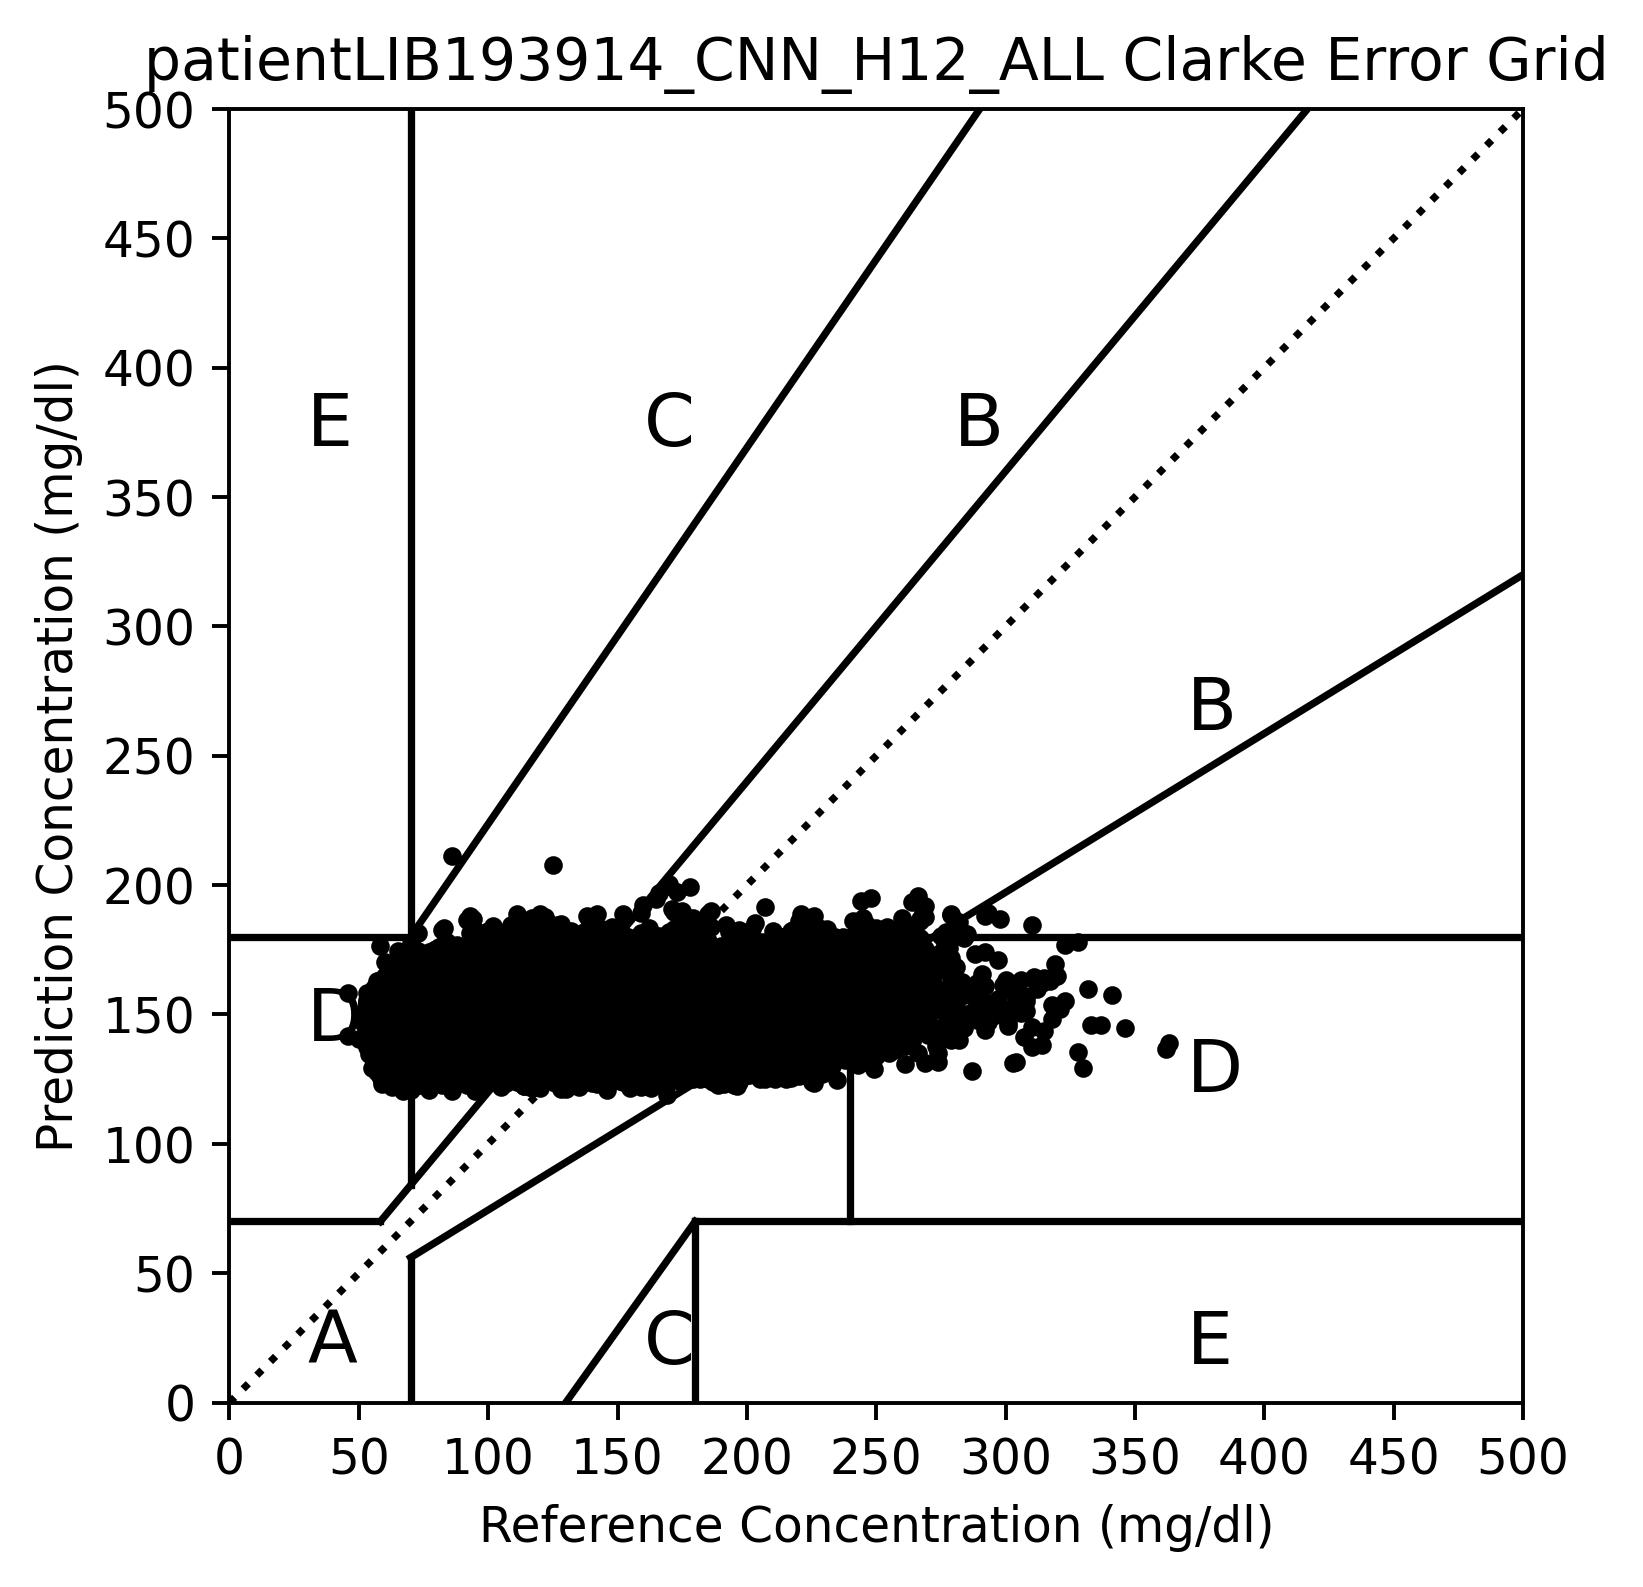 patientLIB193914_CNN_H12_ALL Clarke Error Grid
500
450
400
350
300
250
200
150
100
50
0
Prediction Concentration (mg/dl)
E
C
B
B
D
D
A
C
E
0 50 100 150 200 250 300 350 400 450 500
Reference Concentration (mg/dl)